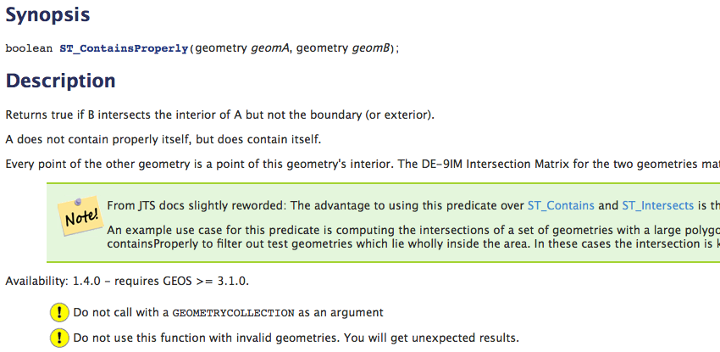 Synopsis
boolean ST_ContainsProperly(geometry geomA, geometry geomB);
Description
Returns true if B intersects the interior of A but not the boundary (or exterior).
A does not contain properly itself, but does contain itself.
Every point of the other geometry is a point of this geometry's interior. The DE-9IM Intersection Matrix for the two geometries
Note!
From JTS docs slightly reworded: The advantage to using this predicate over ST_Contains and ST_Intersects is
An example use case for this predicate is computing the intersections of a set of geometries with a large
containsProperly to filter out test geometries which lie wholly inside the area. In these cases the intersection is
Availability: 1.4.0 - requires GEOS >= 3.1.0.
Do not call with a GEOMETRYCOLLECTION as an argument
Do not use this function with invalid geometries. You will get unexpected results.